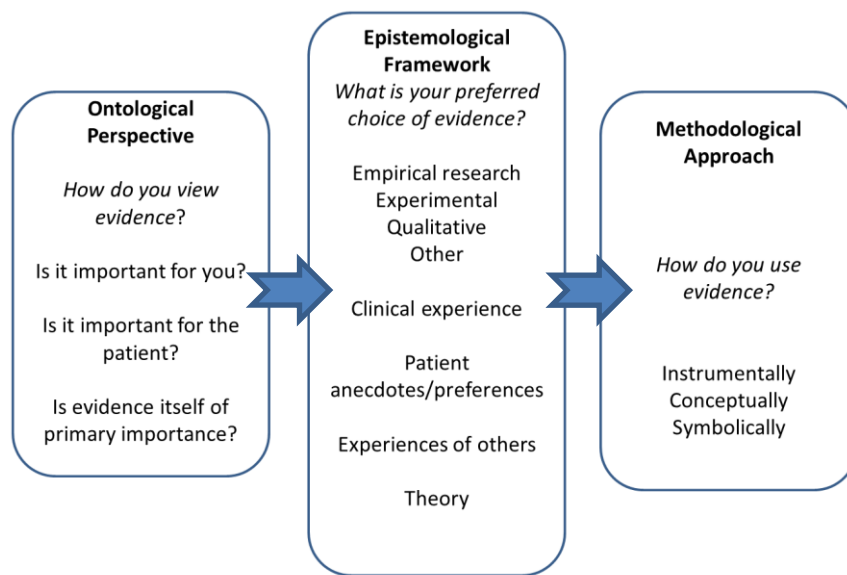 Ontological
Perspective
How do you view
evidence?
Is it important for you?
Is it important for the
patient?
Is evidence itself of
primary importance?
Epistemological
Framework
What is your preferred
choice of evidence?
Empirical research
Experimental
Qualitative
Other
Clinical experience
Patient
anecdotes/preferences
Experiences of others
Theory
Methodological
Approach
How do you use
evidence?
Instrumentally
Conceptually
Symbolically